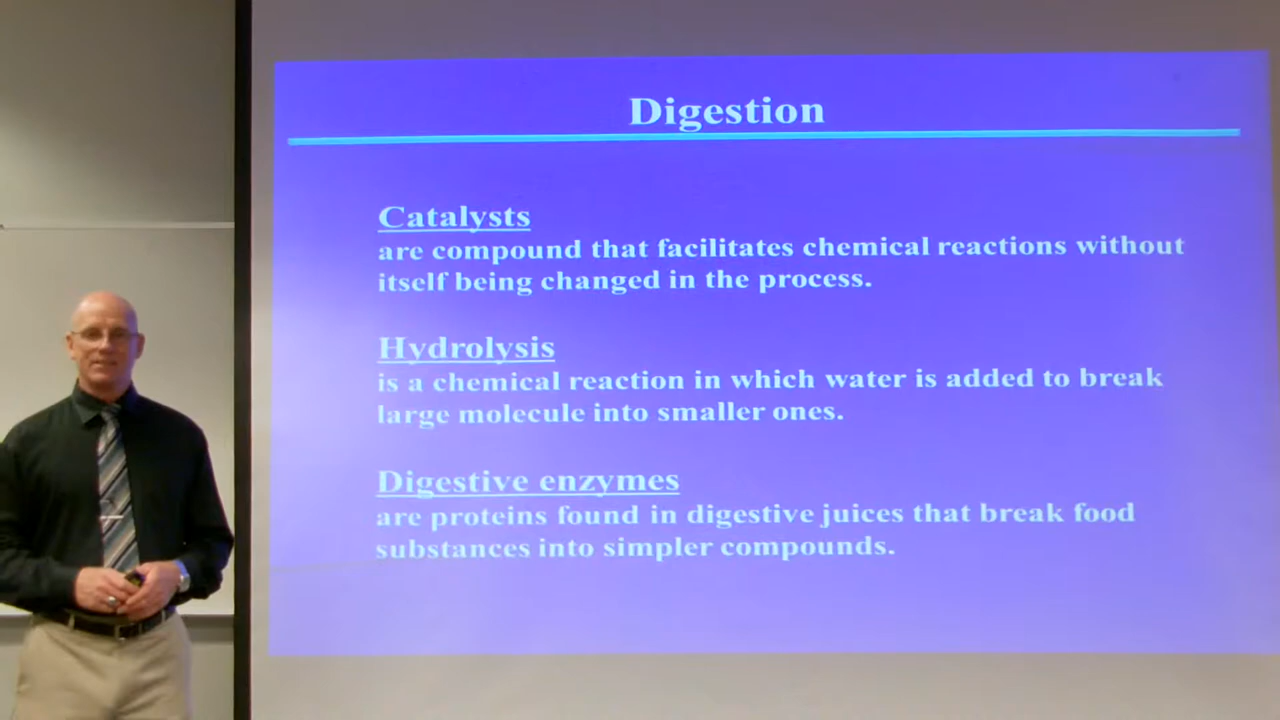 Digestion
Catalysts
are compound that facilitates chemical reactions without
itself being changed in the process.
Hydrolysis
is a chemical reaction in which water is added to break
large molecule into smaller ones.
Digestive enzymes
are proteins found in digestive juices that break food
substances into simpler compounds.